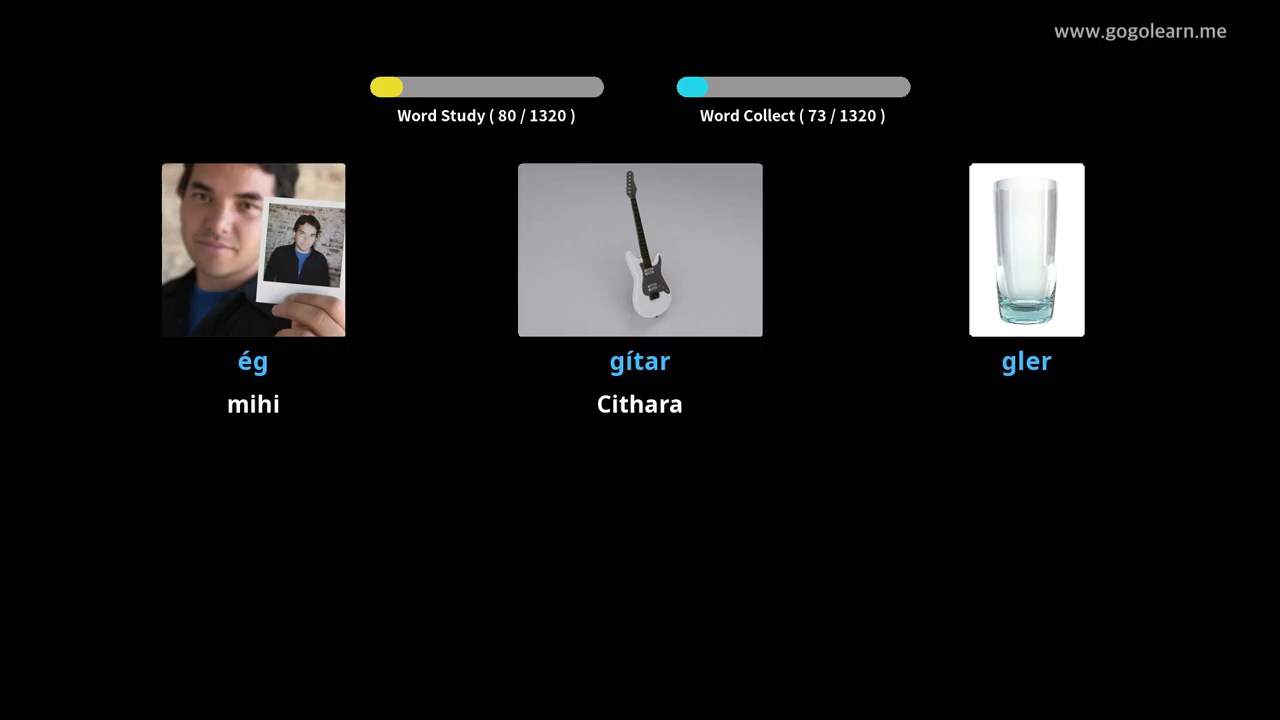 www.gogolearn.me
Word Study ( 80 / 1320 )
Word Collect ( 73 / 1320 )
ég
gítar
gler
mihi
Cithara